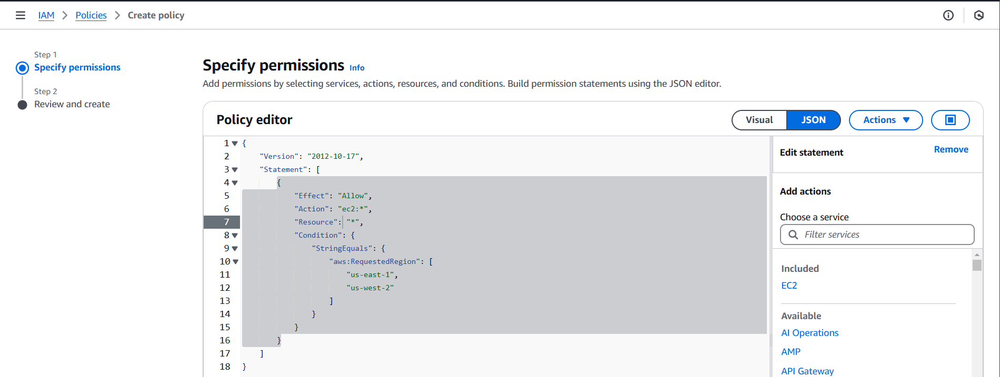 IAM > Policies > Create policy
Step 1
Specify permissions
Step 2
Review and create
Specify permissions Info
Add permissions by selecting services, actions, resources, and conditions. Build permission statements using the JSON editor.
Policy editor
Visual JSON Actions
1 {
2     "Version": "2012-10-17",
3     "Statement": [
4         {
5             "Effect": "Allow",
6             "Action": "ec2:*",
7             "Resource": "*",
8             "Condition": {
9                 "StringEquals": {
10                     "aws:RequestedRegion": [
11                         "us-east-1",
12                         "us-west-2"
13                     ]
14                 }
15             }
16         }
17     ]
18 }
Edit statement Remove
Add actions
Choose a service
Filter services
Included
EC2
Available
AI Operations
AMP
API Gateway